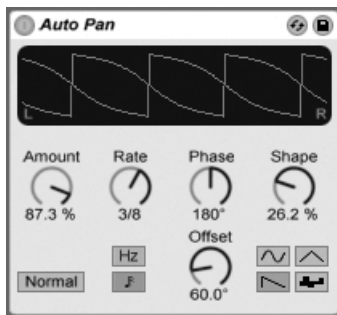 Auto Pan
L R
Amount Rate Phase Shape
87.3 % 3/8 180° 26.2 %
Offset
Hz
Normal
60.0°